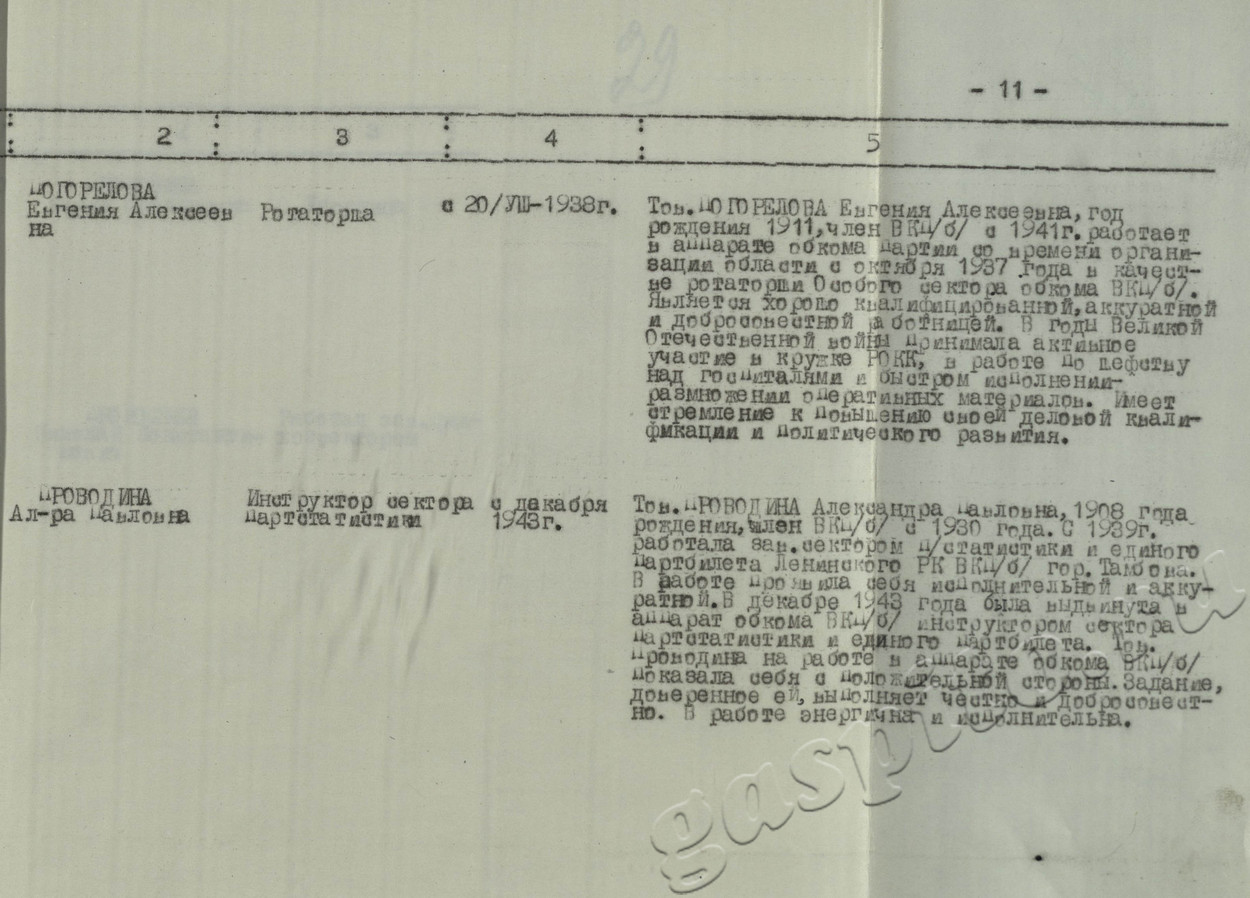 29
- 11 -
2 3 4 5
ПОГОРЕЛОВА
Евгения Алексеев
на
Ротаторша
с 20/УШ-1938г.
Тов.ПОГОРЕЛОВА Евгения Алексеевна, год
рождения 1911, член ВКП/б/ с 1941г. работает
в аппарате обкома партии со времени органи-
зации области с октября 1937 года в качест-
ве ротаторши Особого сектора обкома ВКП/б/.
Является хорошо квалифицированной, аккуратной
и добросовестной работницей. В годы Великой
Отечественной войны принимала активное
участие в кружке РОКК, в работе по шефству
над госпиталями и быстром исполнении-
размножении оперативных материалов. Имеет
стремление к повышению своей деловой квали-
фикации и политического развития.
ПРОВОДИНА
Ал-ра Павловна
Инструктор сектора
партстатистики
с декабря
1943г.
Тов.ПРОВОДИНА Александра Павловна, 1908 года
рождения, член ВКП/б/ с 1930 года. С 1939г.
работала зав.сектором п/статистики и единого
партбилета Ленинского РК ВКП/б/ гор. Тамбова.
В работе проявила себя исполнительной и акку-
ратной. В декабре 1943 года была выдвинута в
аппарат обкома ВКП/б/ инструктором сектора
партстатистики и единого партбилета. Тов.
Проводина на работе в аппарате обкома ВКП/б/
показала себя с положительной стороны. Задание,
доверенное ей, выполняет честно и добросовест-
но. В работе энергична и исполнительна.